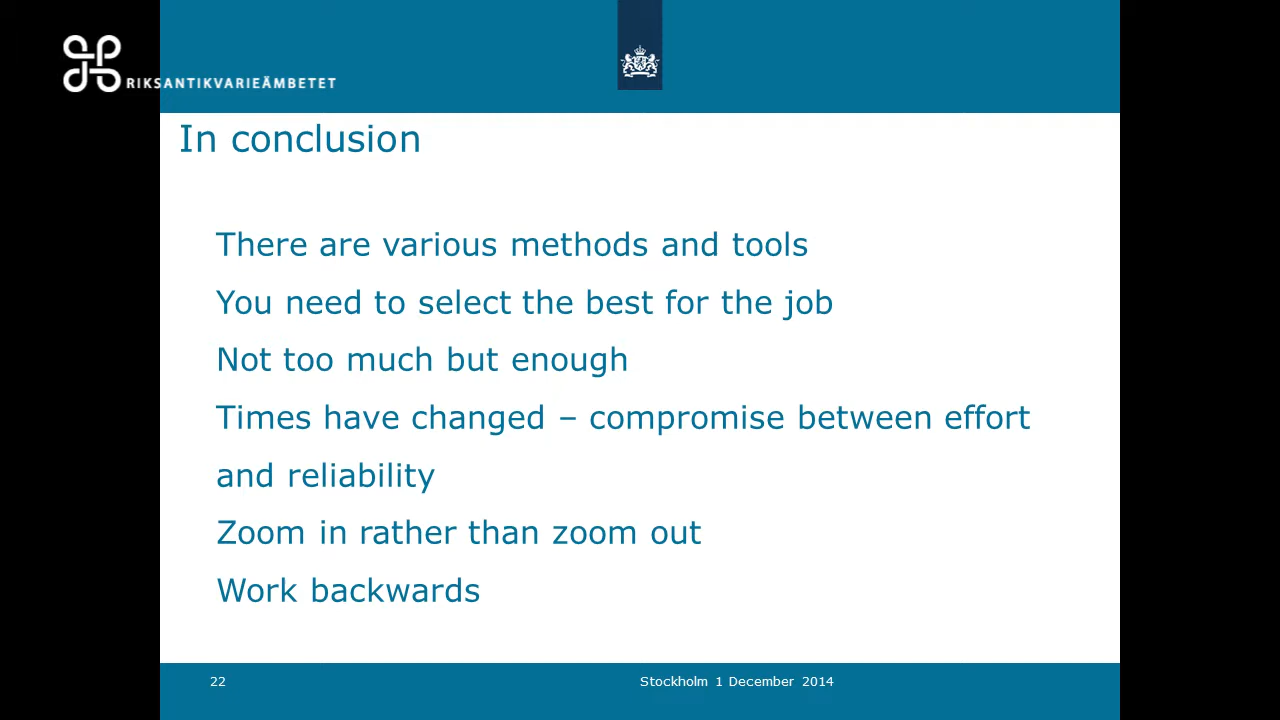 RIKSANTIKVARIEÄMBETET
In conclusion
There are various methods and tools
You need to select the best for the job
Not too much but enough
Times have changed – compromise between effort
and reliability
Zoom in rather than zoom out
Work backwards
22
Stockholm 1 December 2014